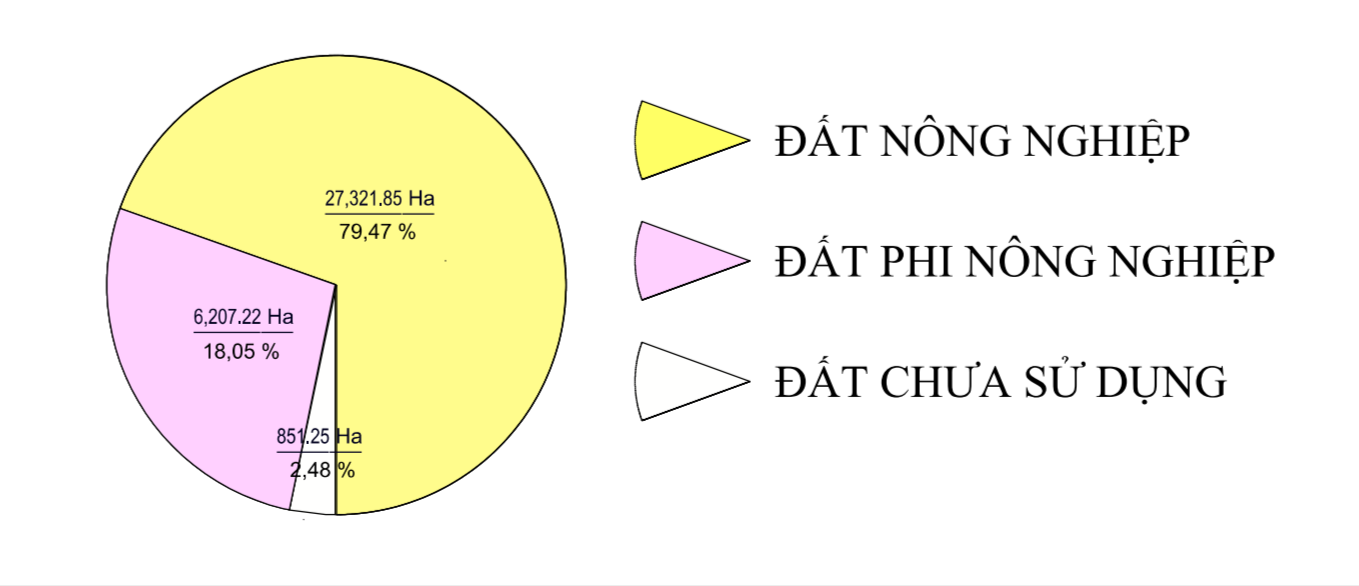 27,321.85 Ha
79,47 %
6,207.22 Ha
18,05 %
851.25 Ha
2,48 %
ĐẤT NÔNG NGHIỆP
ĐẤT PHI NÔNG NGHIỆP
ĐẤT CHƯA SỬ DỤNG